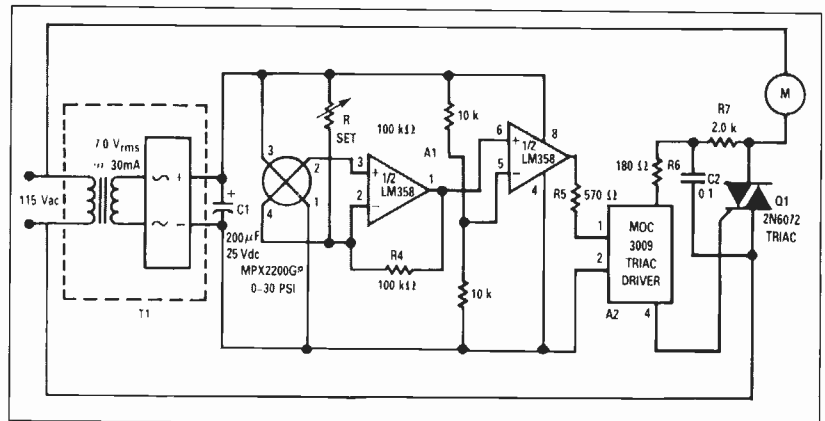 115 Vac
7.0 Vrms
30mA
T1
C1
200 µF
25 Vdc
MPX2200GP
0–30 PSI
3
2
4
1
R
SET
100 kΩ
3
2
1
1/2
LM358
R4
100 kΩ
10 k
A1
10 k
6
5
8
4
1/2
LM358
R5
570 Ω
1
2
4
MOC
3009
TRIAC
DRIVER
A2
180 Ω
R6
C2
0 1
R7
2.0 k
M
Q1
2N6072
TRIAC